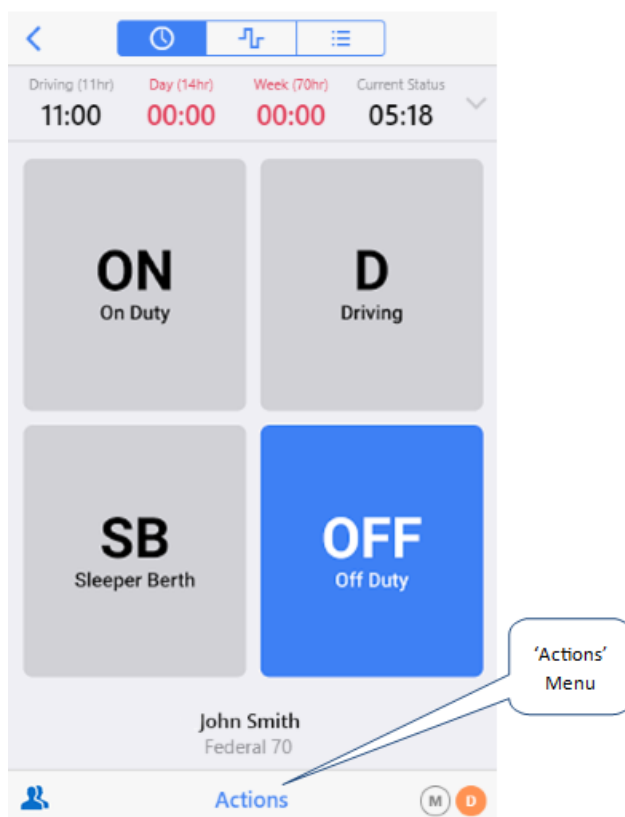 Driving (11hr) Day (14hr) Week (70hr) Current Status
11:00 00:00 00:00 05:18
ON
On Duty
D
Driving
SB
Sleeper Berth
OFF
Off Duty
‘Actions’
Menu
John Smith
Federal 70
Actions
M D